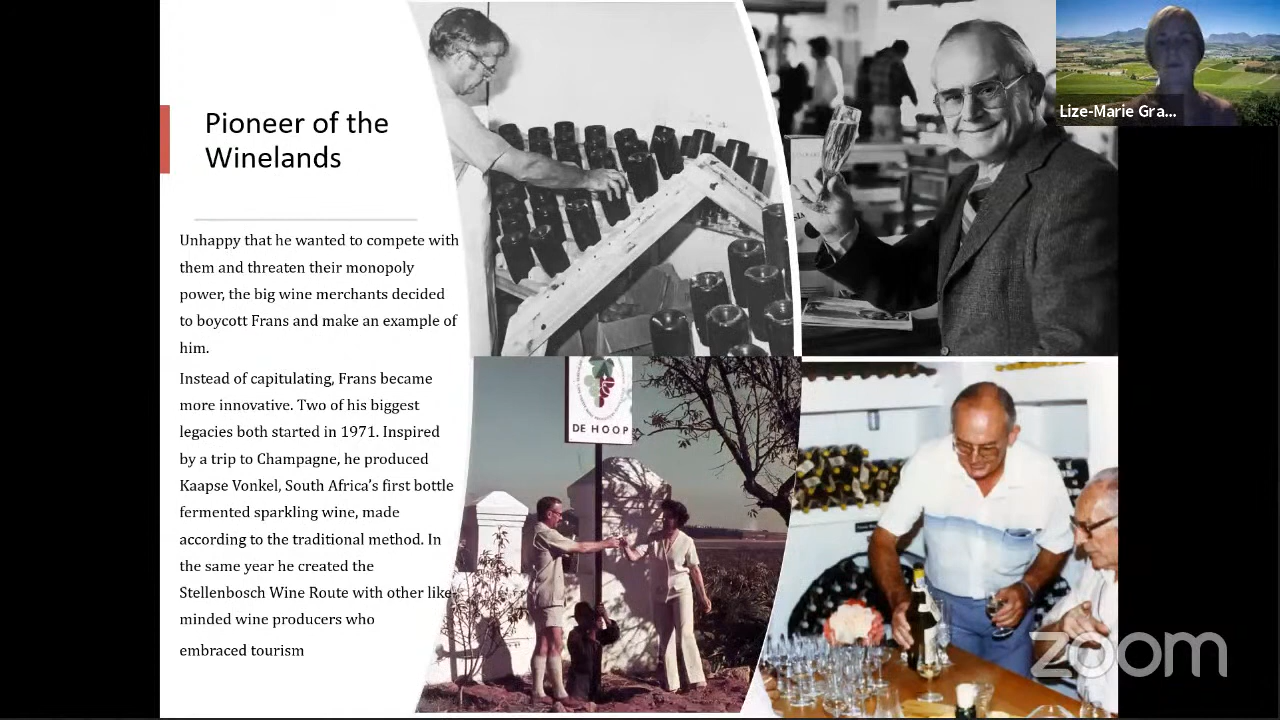 Pioneer of the
Winelands
Unhappy that he wanted to compete with
them and threaten their monopoly
power, the big wine merchants decided
to boycott Frans and make an example of
him.
Instead of capitulating, Frans became
more innovative. Two of his biggest
legacies both started in 1971. Inspired
by a trip to Champagne, he produced
Kaapse Vonkel, South Africa's first bottle
fermented sparkling wine, made
according to the traditional method. In
the same year he created the
Stellenbosch Wine Route with other like-
minded wine producers who
embraced tourism
DE HOOP
Lize-Marie Gra...
zoom